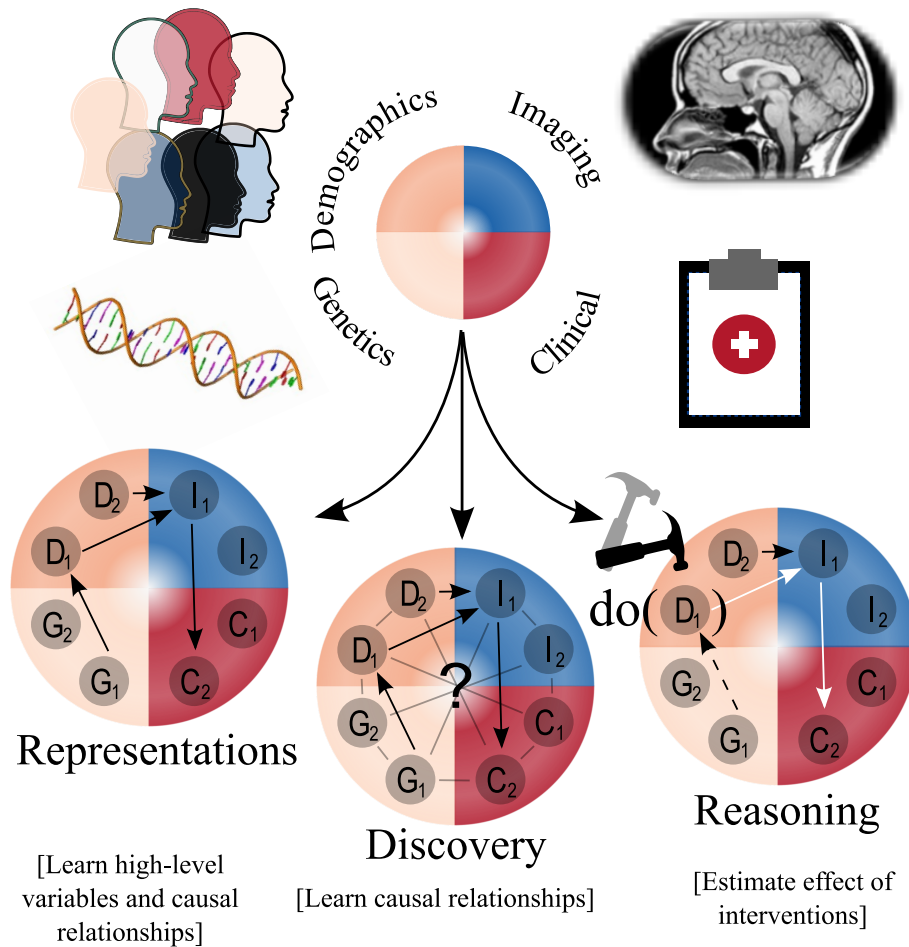 Demographics
Imaging
Genetics
Clinical
D2
I1
D1
I2
G2
C1
G1
C2
Representations
[Learn high-level
variables and causal
relationships]
D2
I1
D1
I2
?
G2
C1
G1
C2
Discovery
[Learn causal relationships]
D2
I1
do(D1)
I2
G2
C1
G1
C2
Reasoning
[Estimate effect of
interventions]